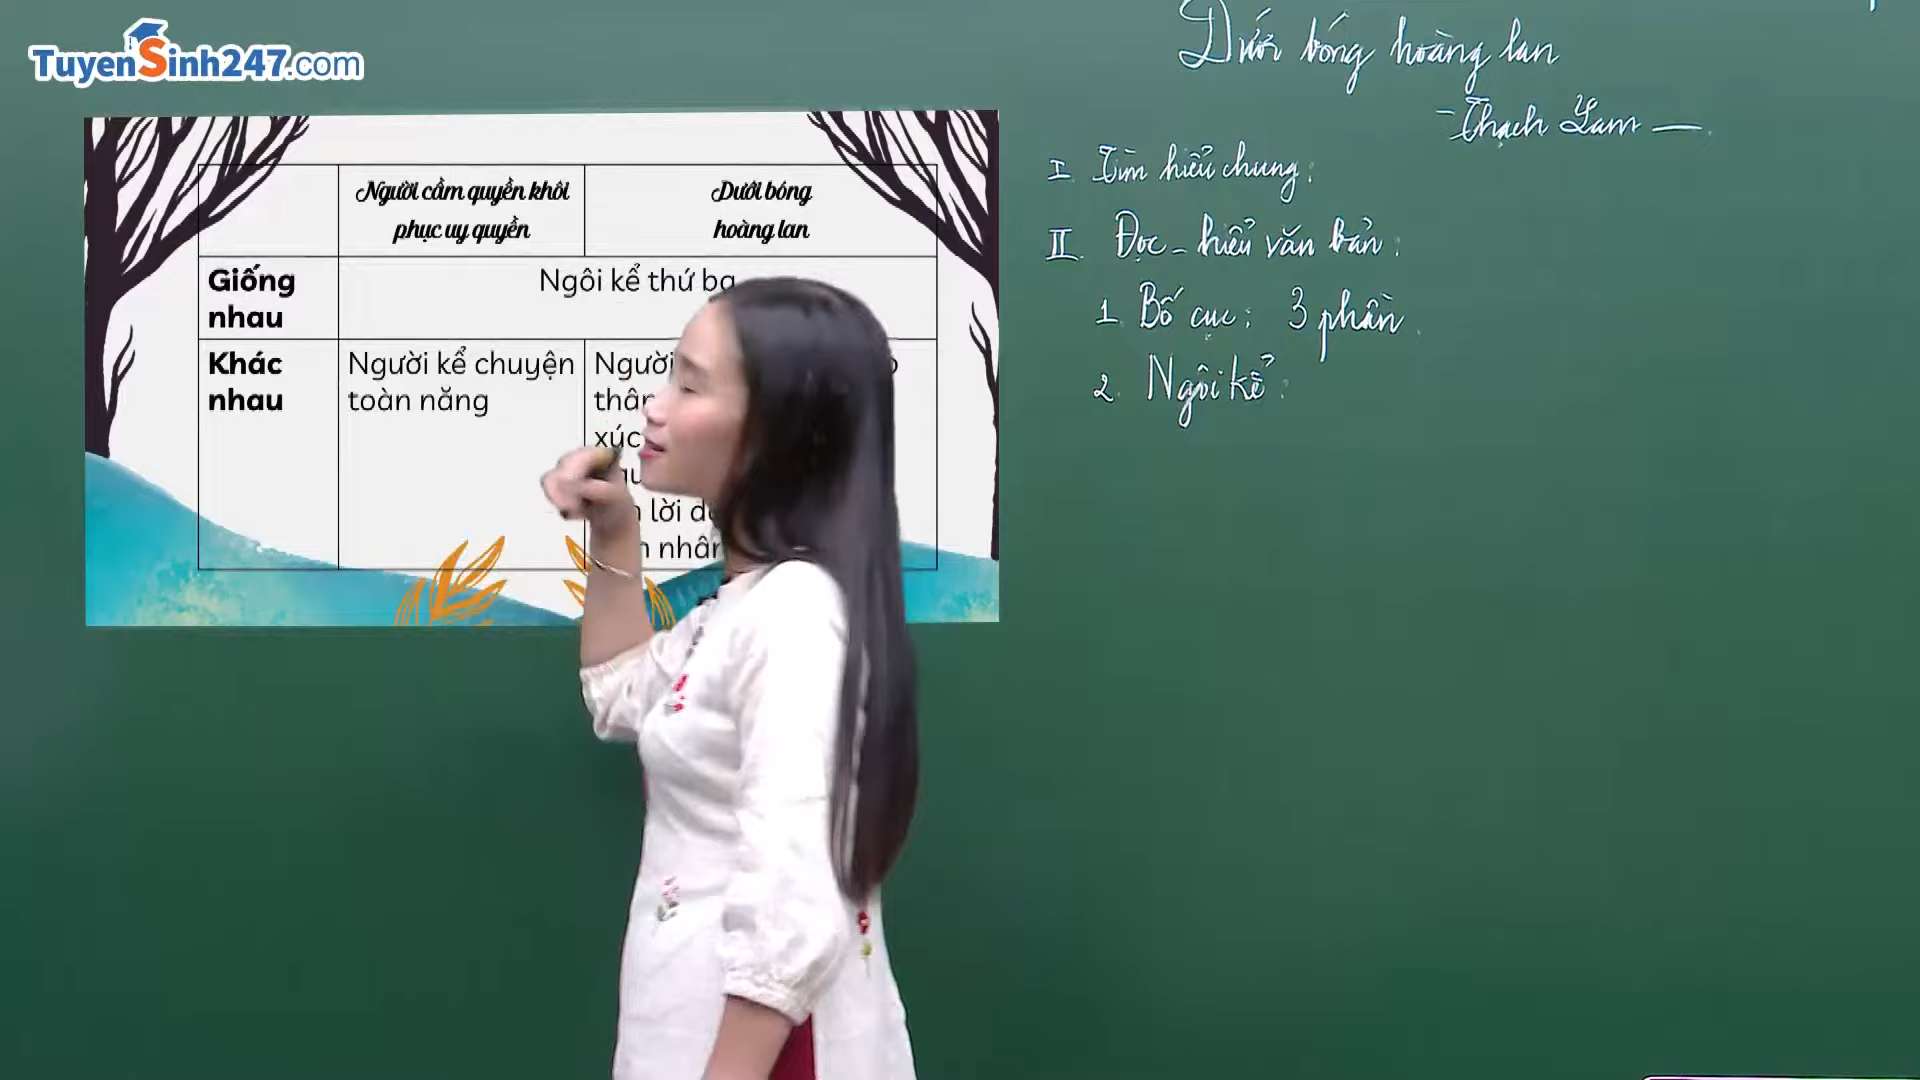 TuyenSinh247.com
Người cầm quyền khôi
phục uy quyền
Dưới bóng
hoàng lan
Giống
nhau
Ngôi kể thứ ba
Khác
nhau
Người kể chuyện
toàn năng
Người
xúc
lời
nhân
Dưới bóng hoàng lan
- Thạch Lam —
I. Tìm hiểu chung:
II. Đọc - hiểu văn bản:
1. Bố cục: 3 phần.
2. Ngôi kể: